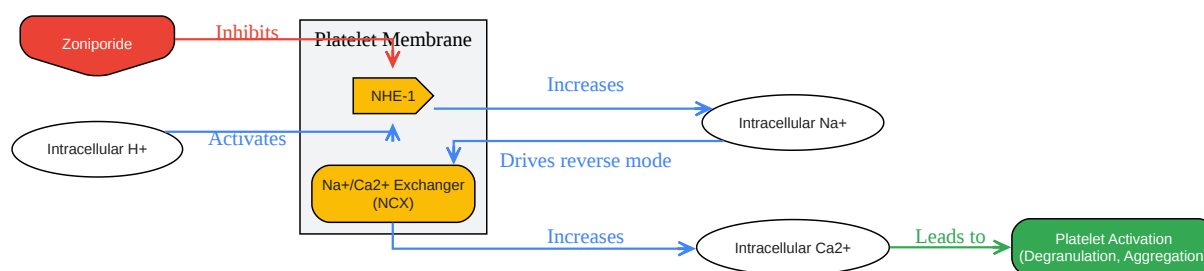 Inhibits
Zoniporide
Platelet Membrane
NHE-1
Increases
Intracellular Na+
Activates
Intracellular H+
Drives reverse mode
Na+/Ca2+ Exchanger
(NCX)
Increases
Intracellular Ca2+
Leads to
Platelet Activation
(Degranulation, Aggregation